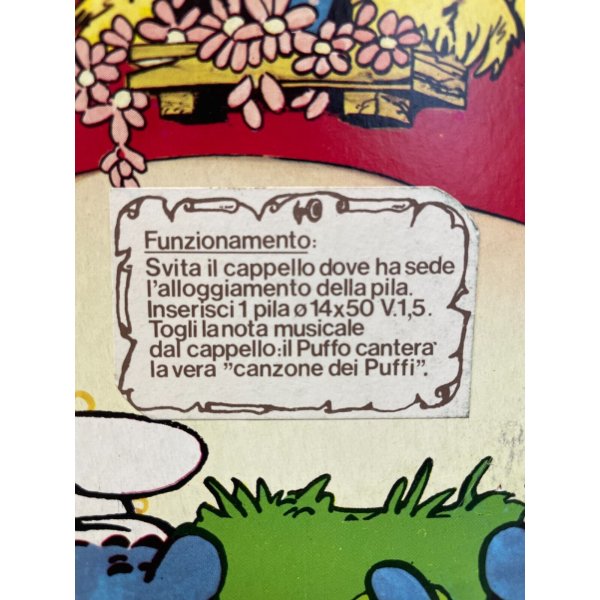 Funzionamento:
Svita il cappello dove ha sede
l'alloggiamento della pila.
Inserisci 1 pila ø 14x50 V.1,5.
Togli la nota musicale
dal cappello: il Puffo canterà
la vera "canzone dei Puffi".